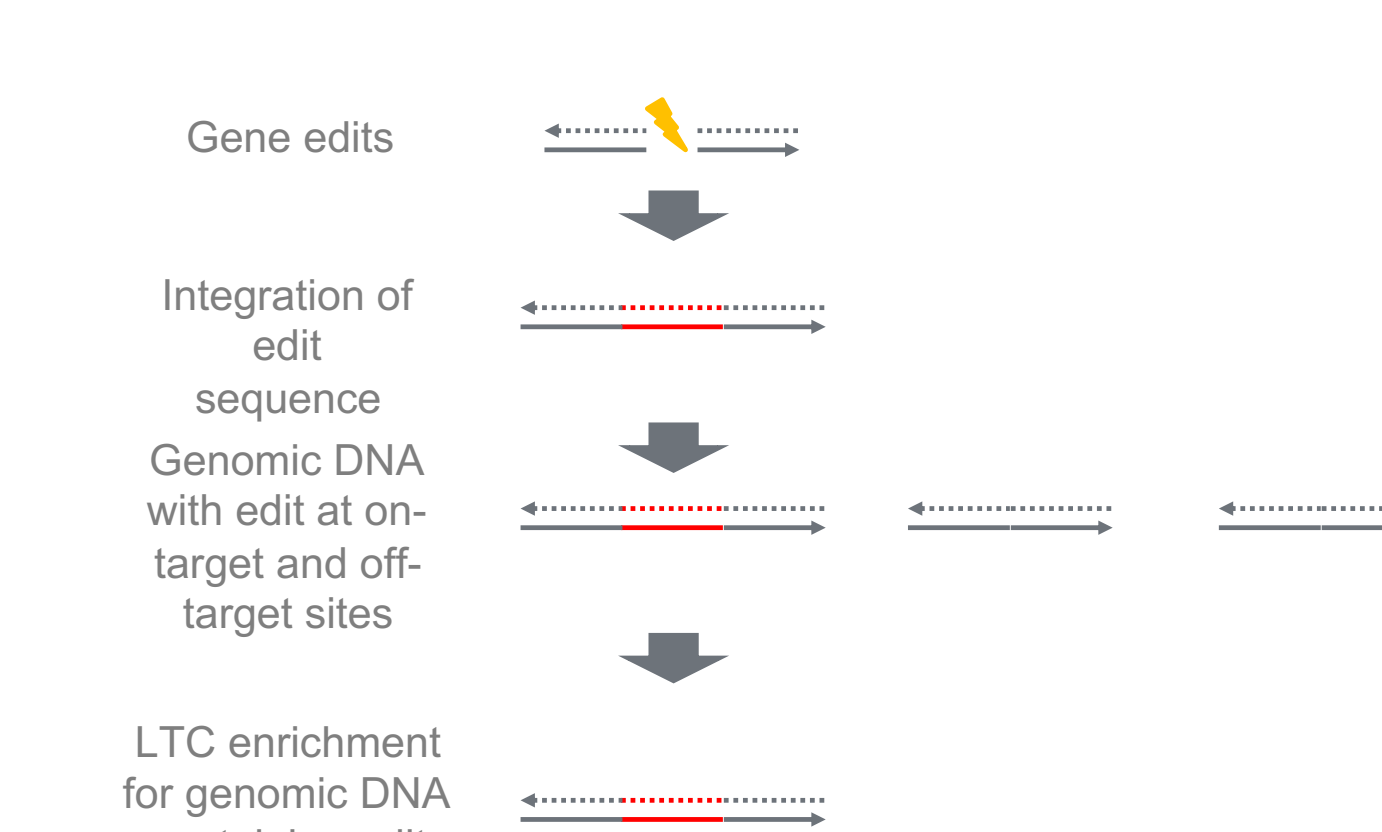 Gene edits
Integration of
edit
sequence
Genomic DNA
with edit at on-
target and off-
target sites
LTC enrichment
for genomic DNA